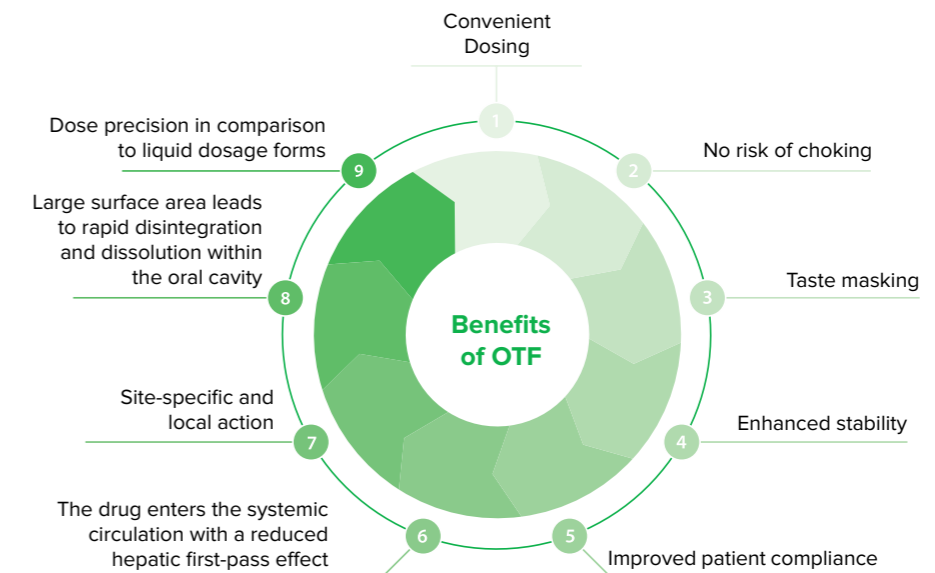 Convenient
Dosing
1
No risk of choking
2
Taste masking
3
Enhanced stability
4
Improved patient compliance
5
The drug enters the systemic
circulation with a reduced
hepatic first-pass effect
6
Site-specific and
local action
7
Large surface area leads
to rapid disintegration
and dissolution within
the oral cavity
8
Dose precision in comparison
to liquid dosage forms
9
Benefits
of OTF